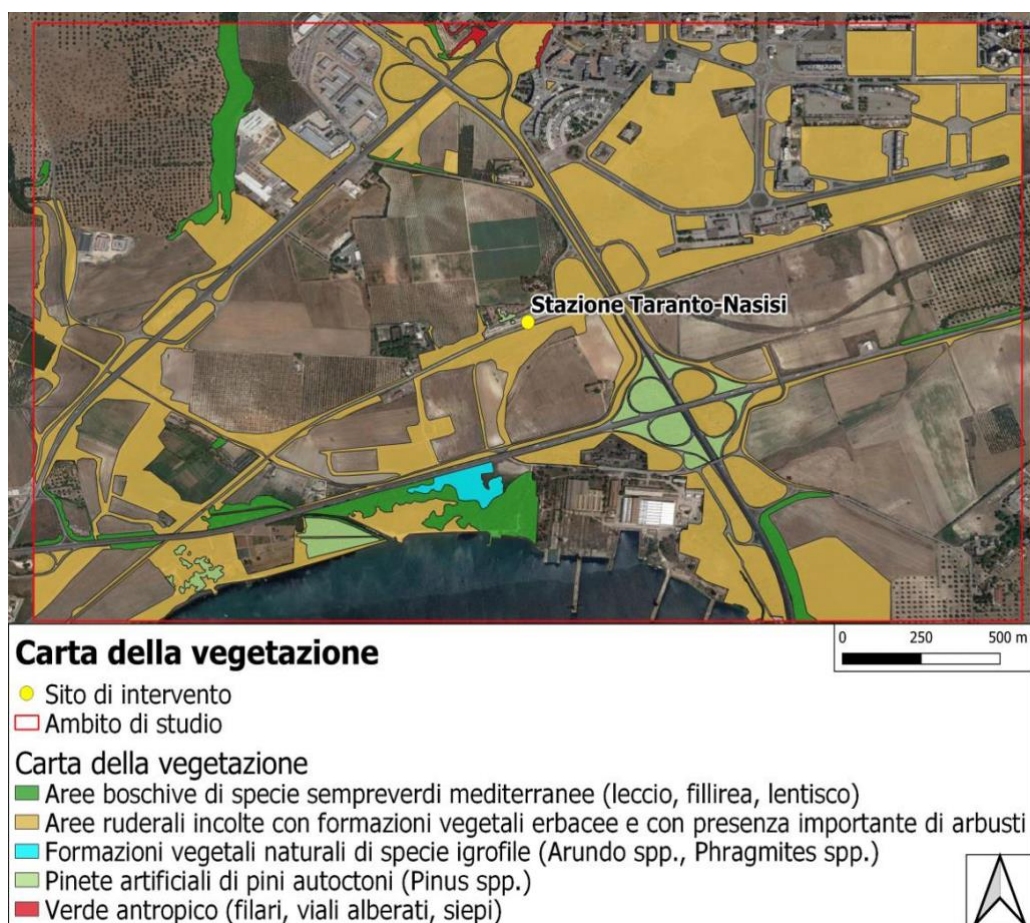 Stazione Taranto-Nasisi
0 250 500 m
Carta della vegetazione
Sito di intervento
Ambito di studio
Carta della vegetazione
Aree boschive di specie sempreverdi mediterranee (leccio, fillirea, lentisco)
Aree ruderali incolte con formazioni vegetali erbacee e con presenza importante di arbusti
Formazioni vegetali naturali di specie igrofile (Arundo spp., Phragmites spp.)
Pinete artificiali di pini autoctoni (Pinus spp.)
Verde antropico (filari, viali alberati, siepi)